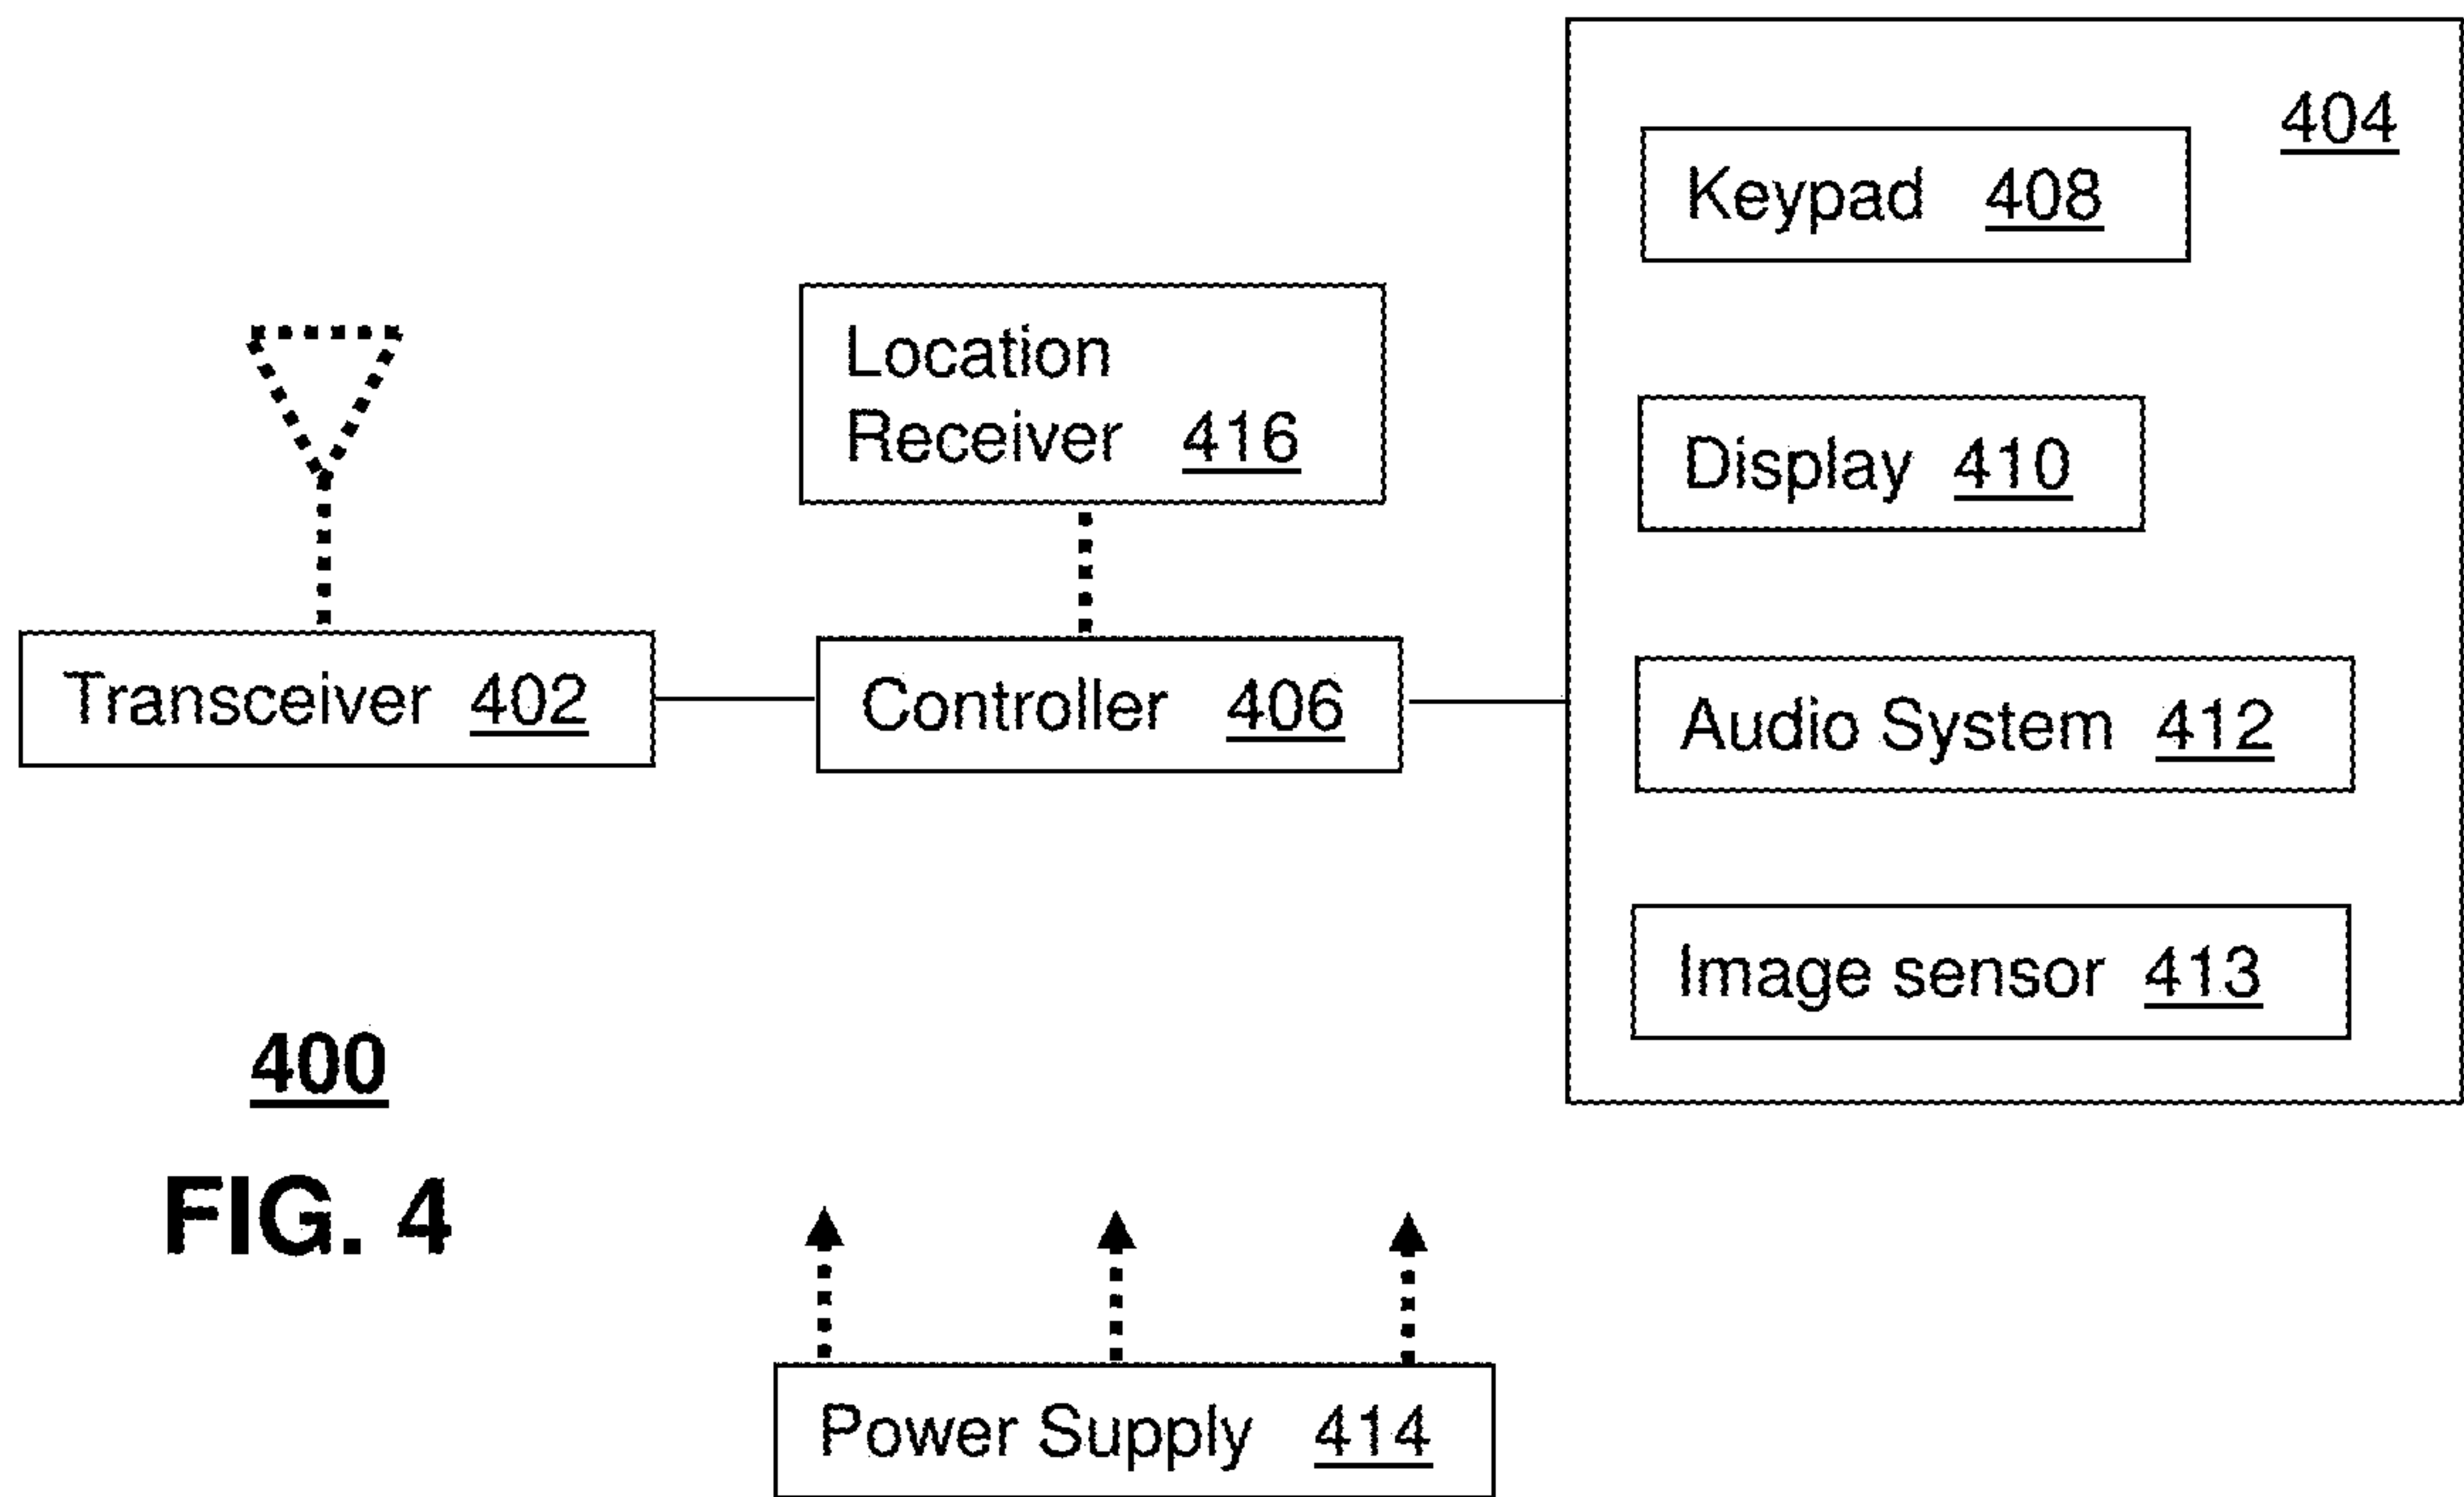 404
Keypad 408
Location
Receiver 416
Display 410
Transceiver 402
Controller 406
Audio System 412
Image sensor 413
400
FIG. 4
Power Supply 414